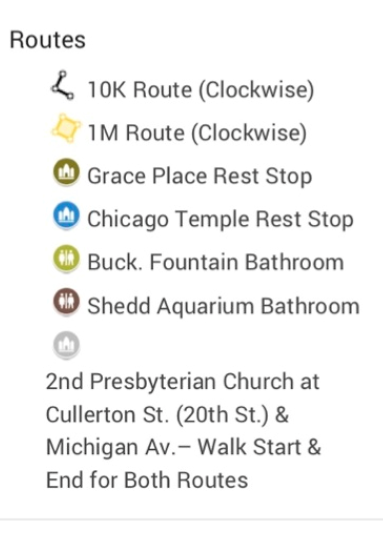 Routes
10K Route (Clockwise)
1M Route (Clockwise)
Grace Place Rest Stop
Chicago Temple Rest Stop
Buck. Fountain Bathroom
Shedd Aquarium Bathroom
2nd Presbyterian Church at
Cullerton St. (20th St.) &
Michigan Av.– Walk Start &
End for Both Routes